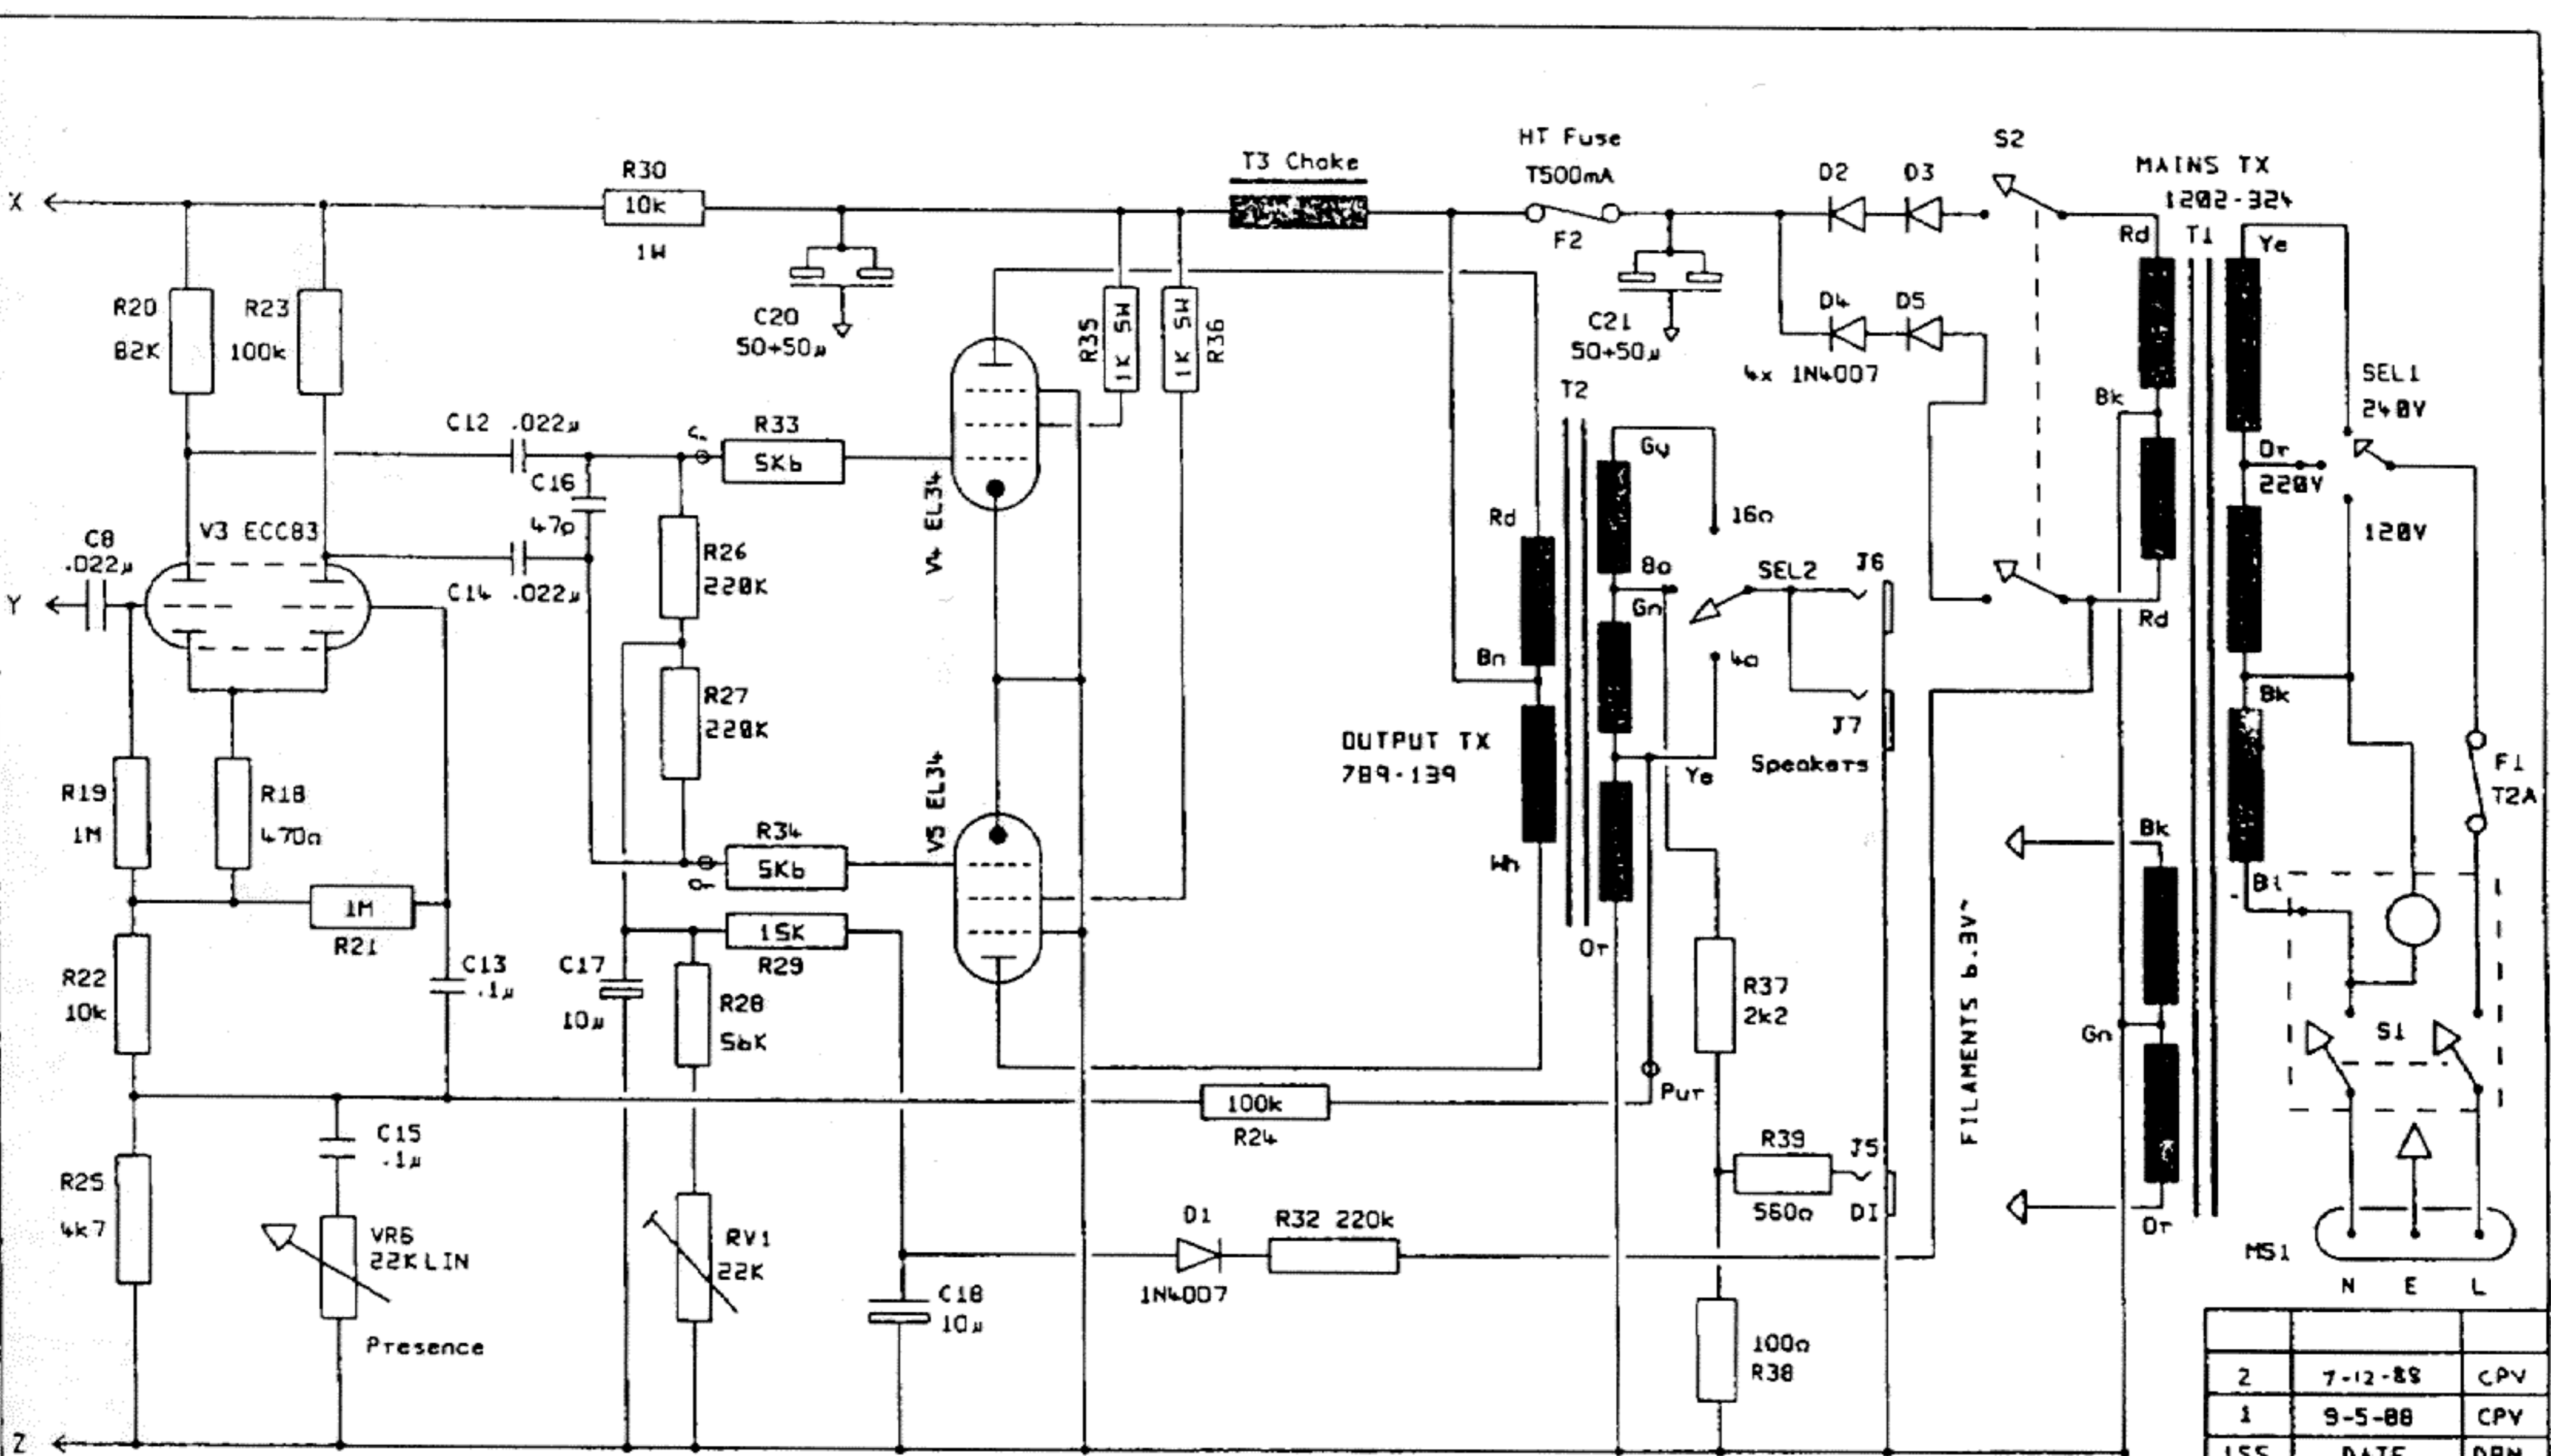 HT Fuse
T500mA
F2
S2
T3 Choke
D2
D3
MAINS TX
1202-324
X
R30
10k
1W
Rd
T1
Ye
R20
82K
R23
100k
C20
50+50µ
R35
1K 5W
1K 5W
R36
C21
50+50µ
D4
D5
4x 1N4007
SEL1
240V
T2
Bk
C12 .022µ
R33
5K6
C16
47p
Gy
Or
220V
V3 ECC83
V4 EL34
Rd
16Ω
120V
C8
.022µ
R26
220K
8Ω
SEL2
J6
Y
C14 .022µ
Gn
Rd
Bn
4Ω
R27
220K
Bk
J7
OUTPUT TX
789-139
Ye
Speakers
F1
T2A
R19
1M
R18
470Ω
R34
5K6
V5 EL34
Wh
Bk
Or
Bl
1M
R21
15K
R29
Or
R22
10k
C13
.1µ
C17
10µ
R28
56K
R37
2k2
FILAMENTS 6.3V~
Gn
S1
Pur
100k
R24
C15
.1µ
R39
560Ω
J5
DI
R25
4k7
VR6
22K LIN
Presence
RV1
22K
D1
1N4007
R32 220k
Or
MS1
N E L
C18
10µ
100Ω
R38
2 7-12-88 CPV
1 9-5-88 CPV
Z
ISS DATE DRN